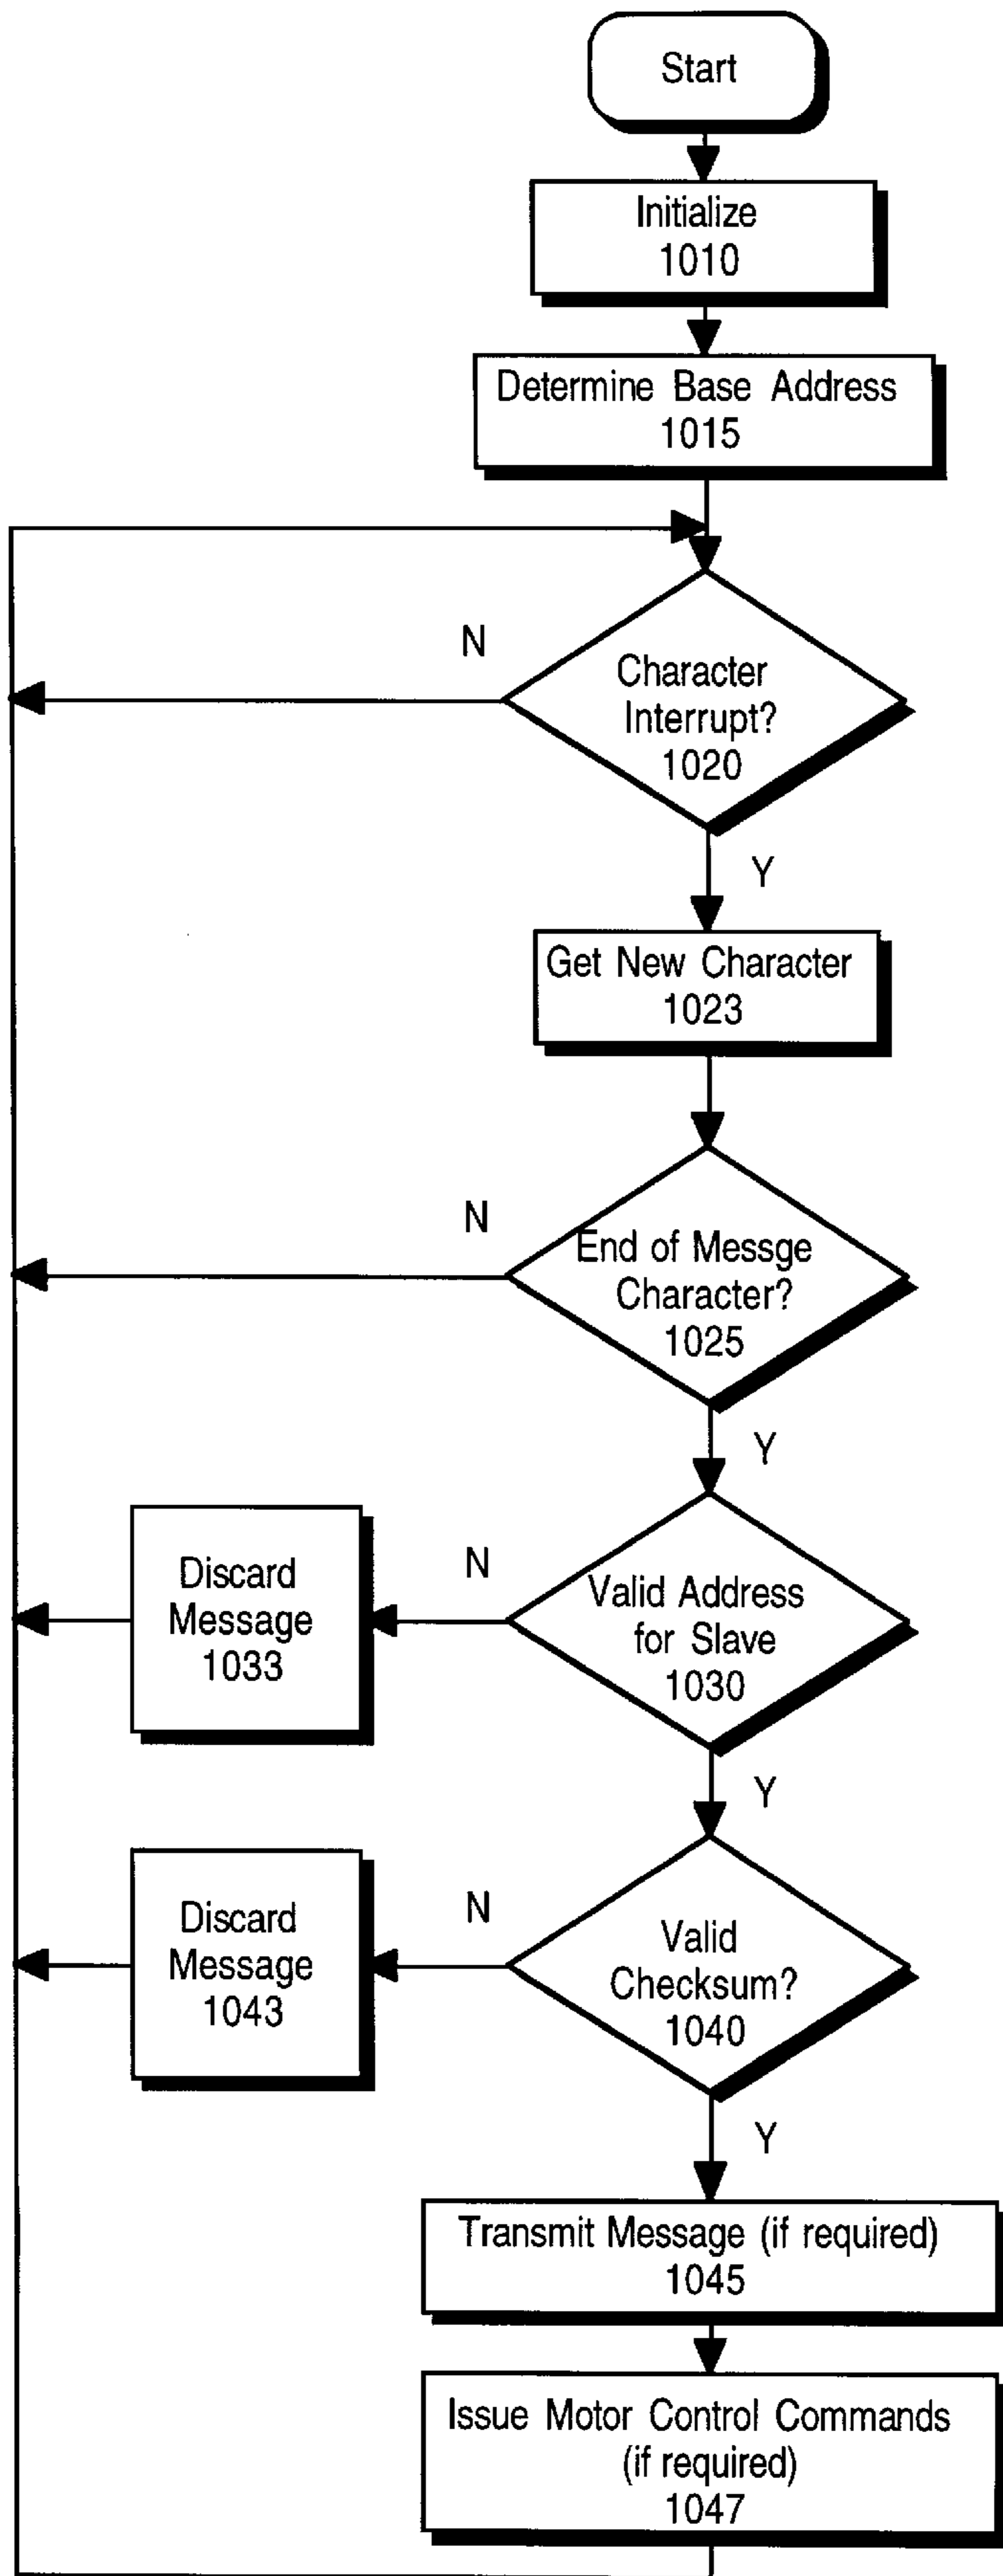 Start
Initialize
1010
Determine Base Address
1015
N
Character
Interrupt?
1020
Y
Get New Character
1023
N
End of Messge
Character?
1025
Y
Discard
Message
1033
N
Valid Address
for Slave
1030
Y
Discard
Message
1043
N
Valid
Checksum?
1040
Y
Transmit Message (if required)
1045
Issue Motor Control Commands
(if required)
1047